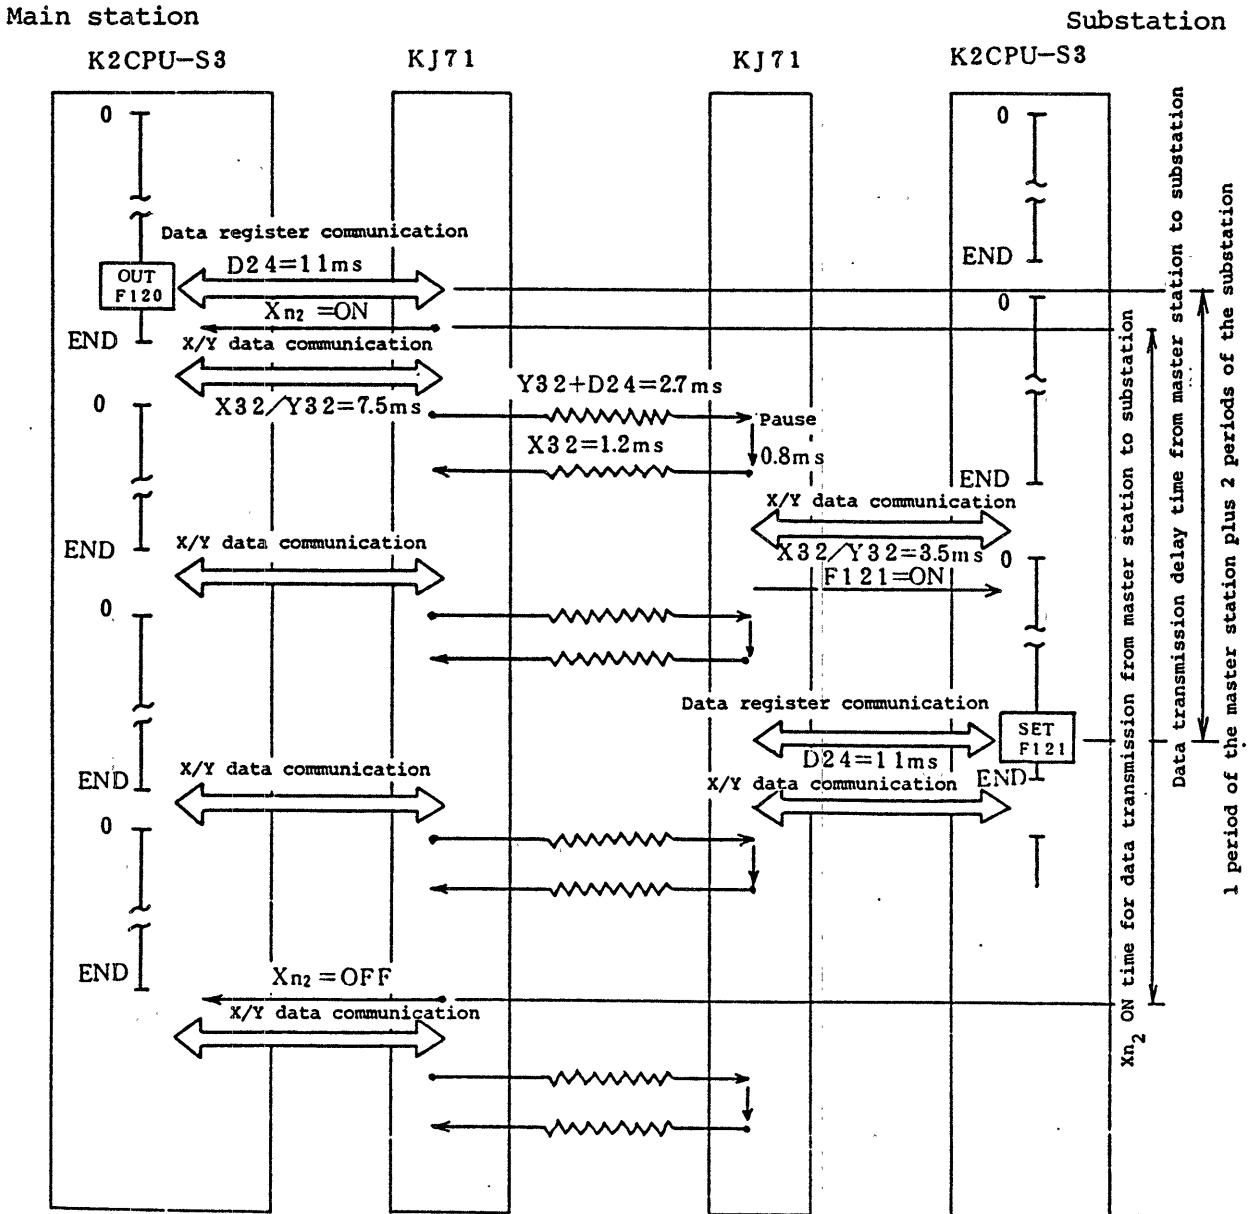 Main station
Substation
K2CPU-S3
KJ71
KJ71
K2CPU-S3
0
0
Data register communication
END
OUT
F120
D24=11ms
0
Xn2=ON
END
X/Y data communication
Y32+D24=2.7ms
0
X32/Y32=7.5ms
Pause
X32=1.2ms
0.8ms
END
X/Y data communication
END
X/Y data communication
X32/Y32=3.5ms
0
F121=ON
0
Data register communication
SET
F121
D24=11ms
END
X/Y data communication
END
X/Y data communication
0
END
Xn2=OFF
X/Y data communication
Xn2 ON time for data transmission from master station to substation
Data transmission delay time from master station to substation
1 period of the master station plus 2 periods of the substation